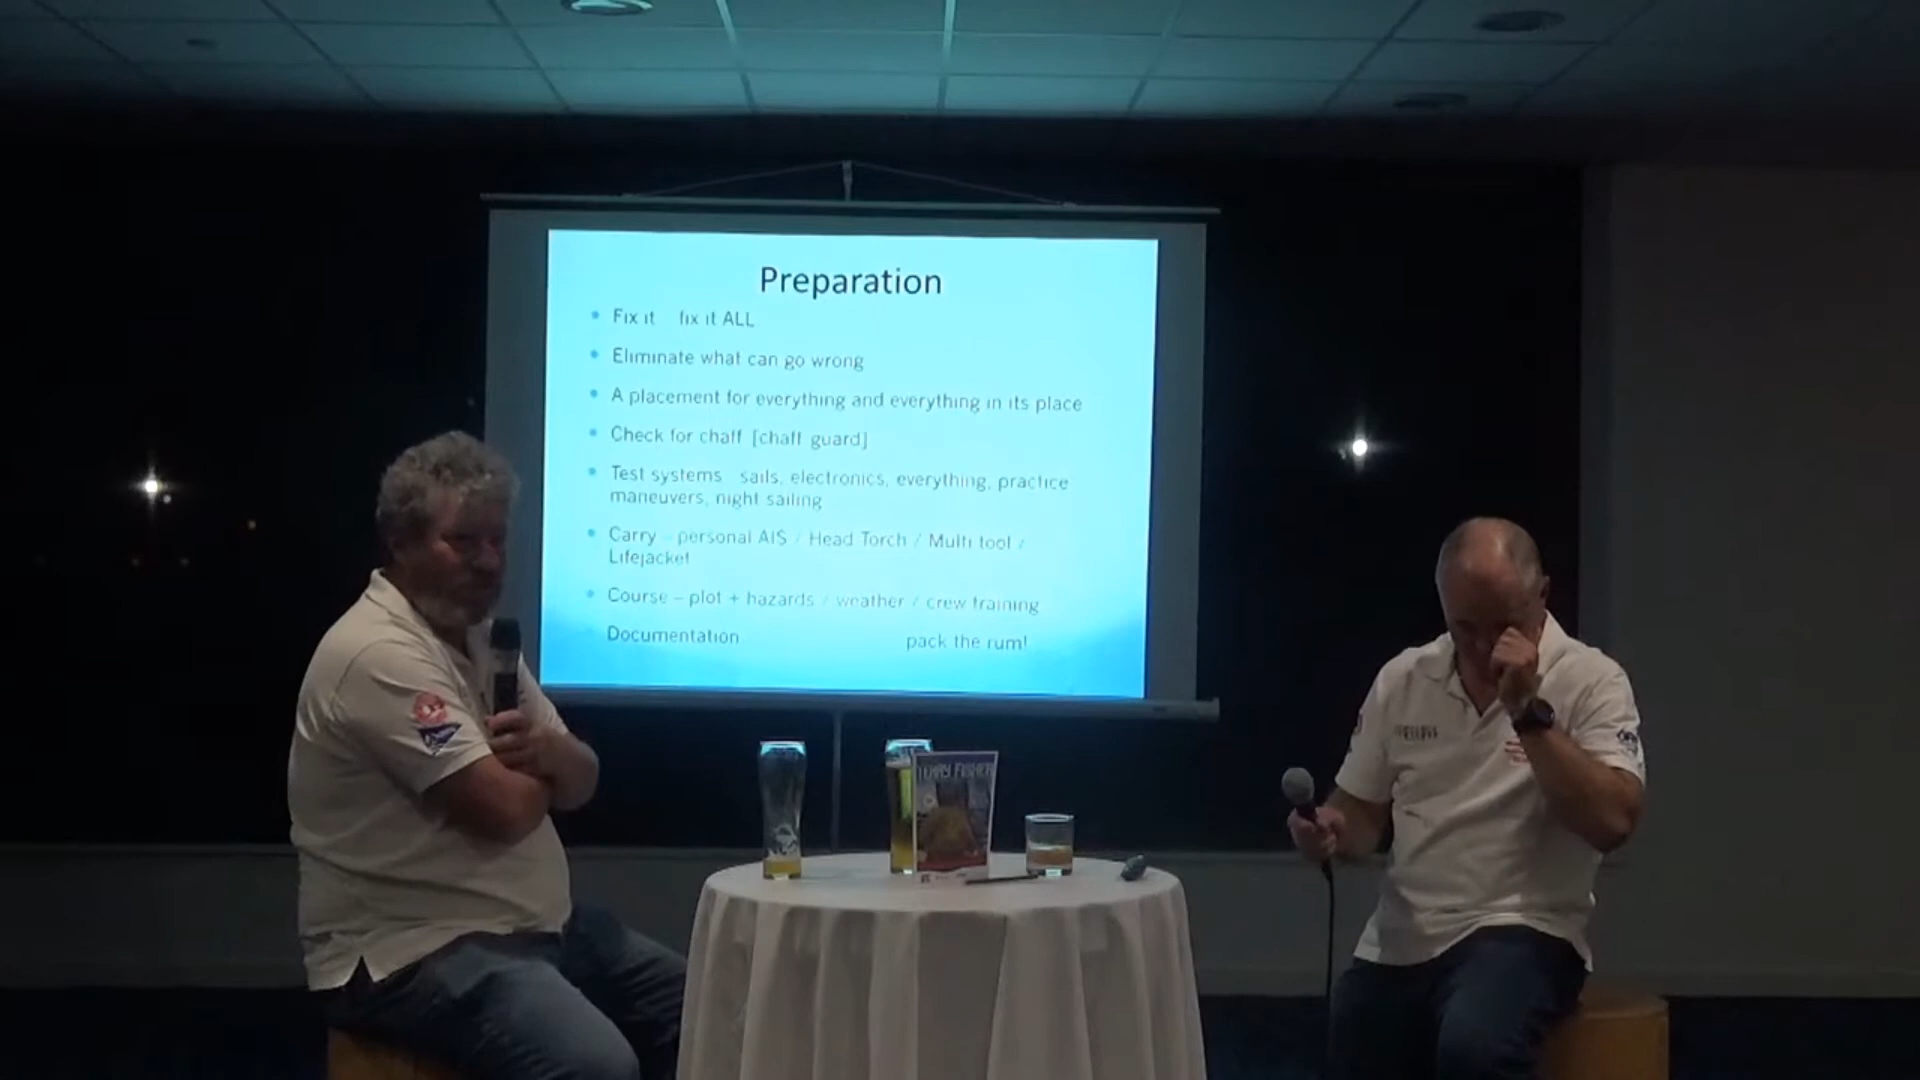 Preparation
Fix it fix it ALL
Eliminate what can go wrong
A placement for everything and everything in its place
Check for chaff [chaff guard]
Test systems sails, electronics, everything, practice
maneuvers, night sailing
Carry – personal AIS / Head Torch / Multi tool /
Lifejacket
Course – plot + hazards / weather / crew training
Documentation pack the rum!
TERRY FISHER